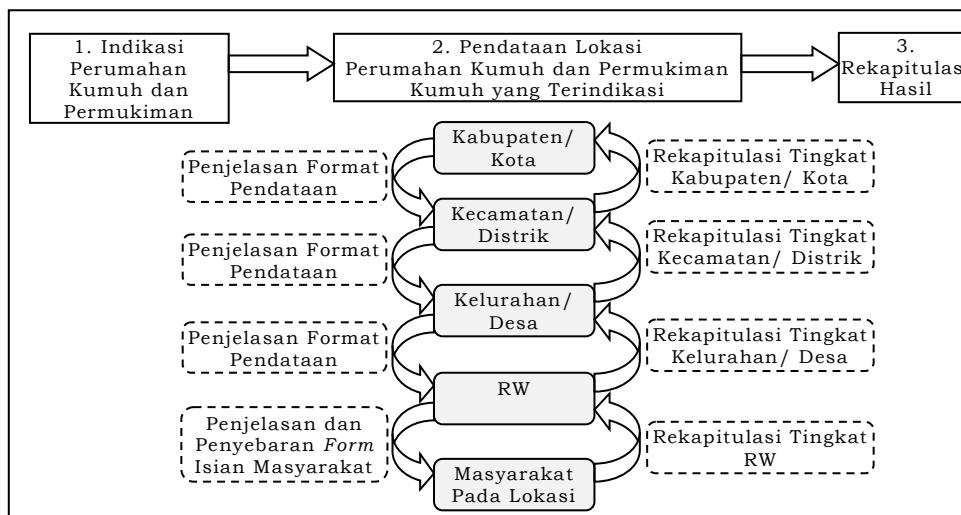 1. Indikasi
Perumahan
Kumuh dan
Permukiman
2. Pendataan Lokasi
Perumahan Kumuh dan Permukiman
Kumuh yang Terindikasi
3.
Rekapitulas
Hasil
Kabupaten/
Kota
Penjelasan Format
Pendataan
Rekapitulasi Tingkat
Kabupaten/ Kota
Kecamatan/
Distrik
Penjelasan Format
Pendataan
Rekapitulasi Tingkat
Kecamatan/ Distrik
Kelurahan/
Desa
Penjelasan Format
Pendataan
Rekapitulasi Tingkat
Kelurahan/ Desa
RW
Penjelasan dan
Penyebaran Form
Isian Masyarakat
Rekapitulasi Tingkat
RW
Masyarakat
Pada Lokasi